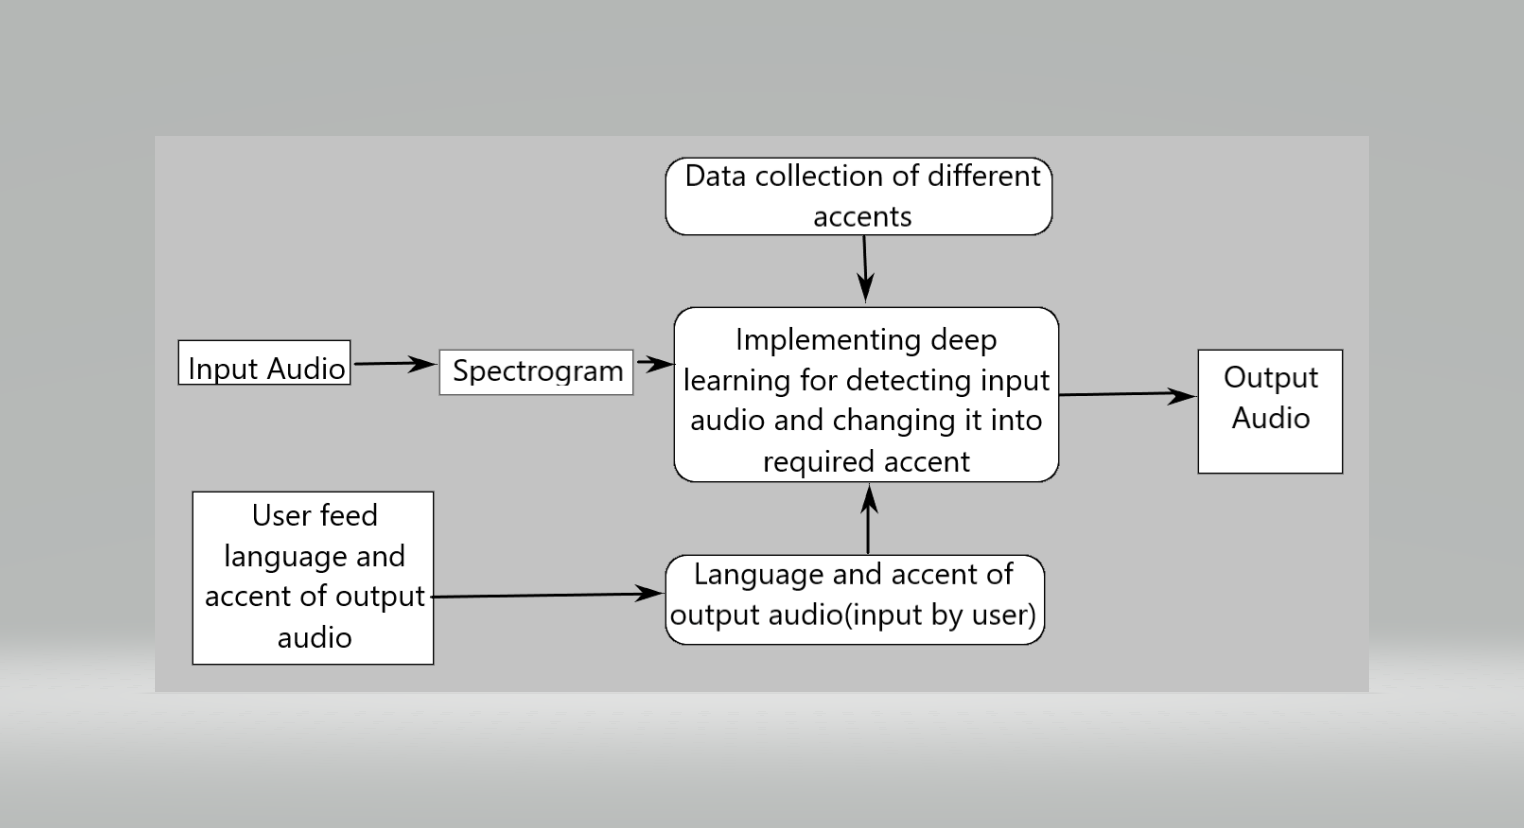 Data collection of different
accents
Input Audio
Spectrogram
Implementing deep
learning for detecting input
audio and changing it into
required accent
Output
Audio
User feed
language and
accent of output
audio
Language and accent of
output audio(input by user)